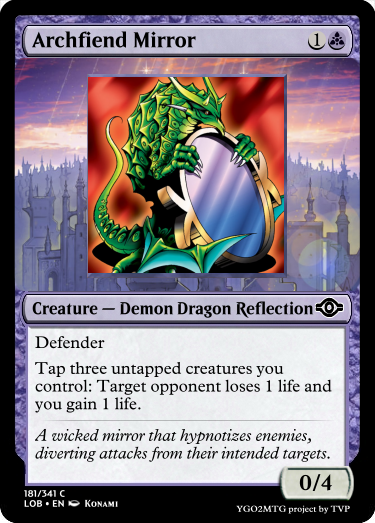 Archfiend Mirror 1
Creature — Demon Dragon Reflection
Defender
Tap three untapped creatures you
control: Target opponent loses 1 life and
you gain 1 life.
A wicked mirror that hypnotizes enemies,
diverting attacks from their intended targets.
0/4
181/341 C
LOB • EN Konami
YGO2MTG project by TVP